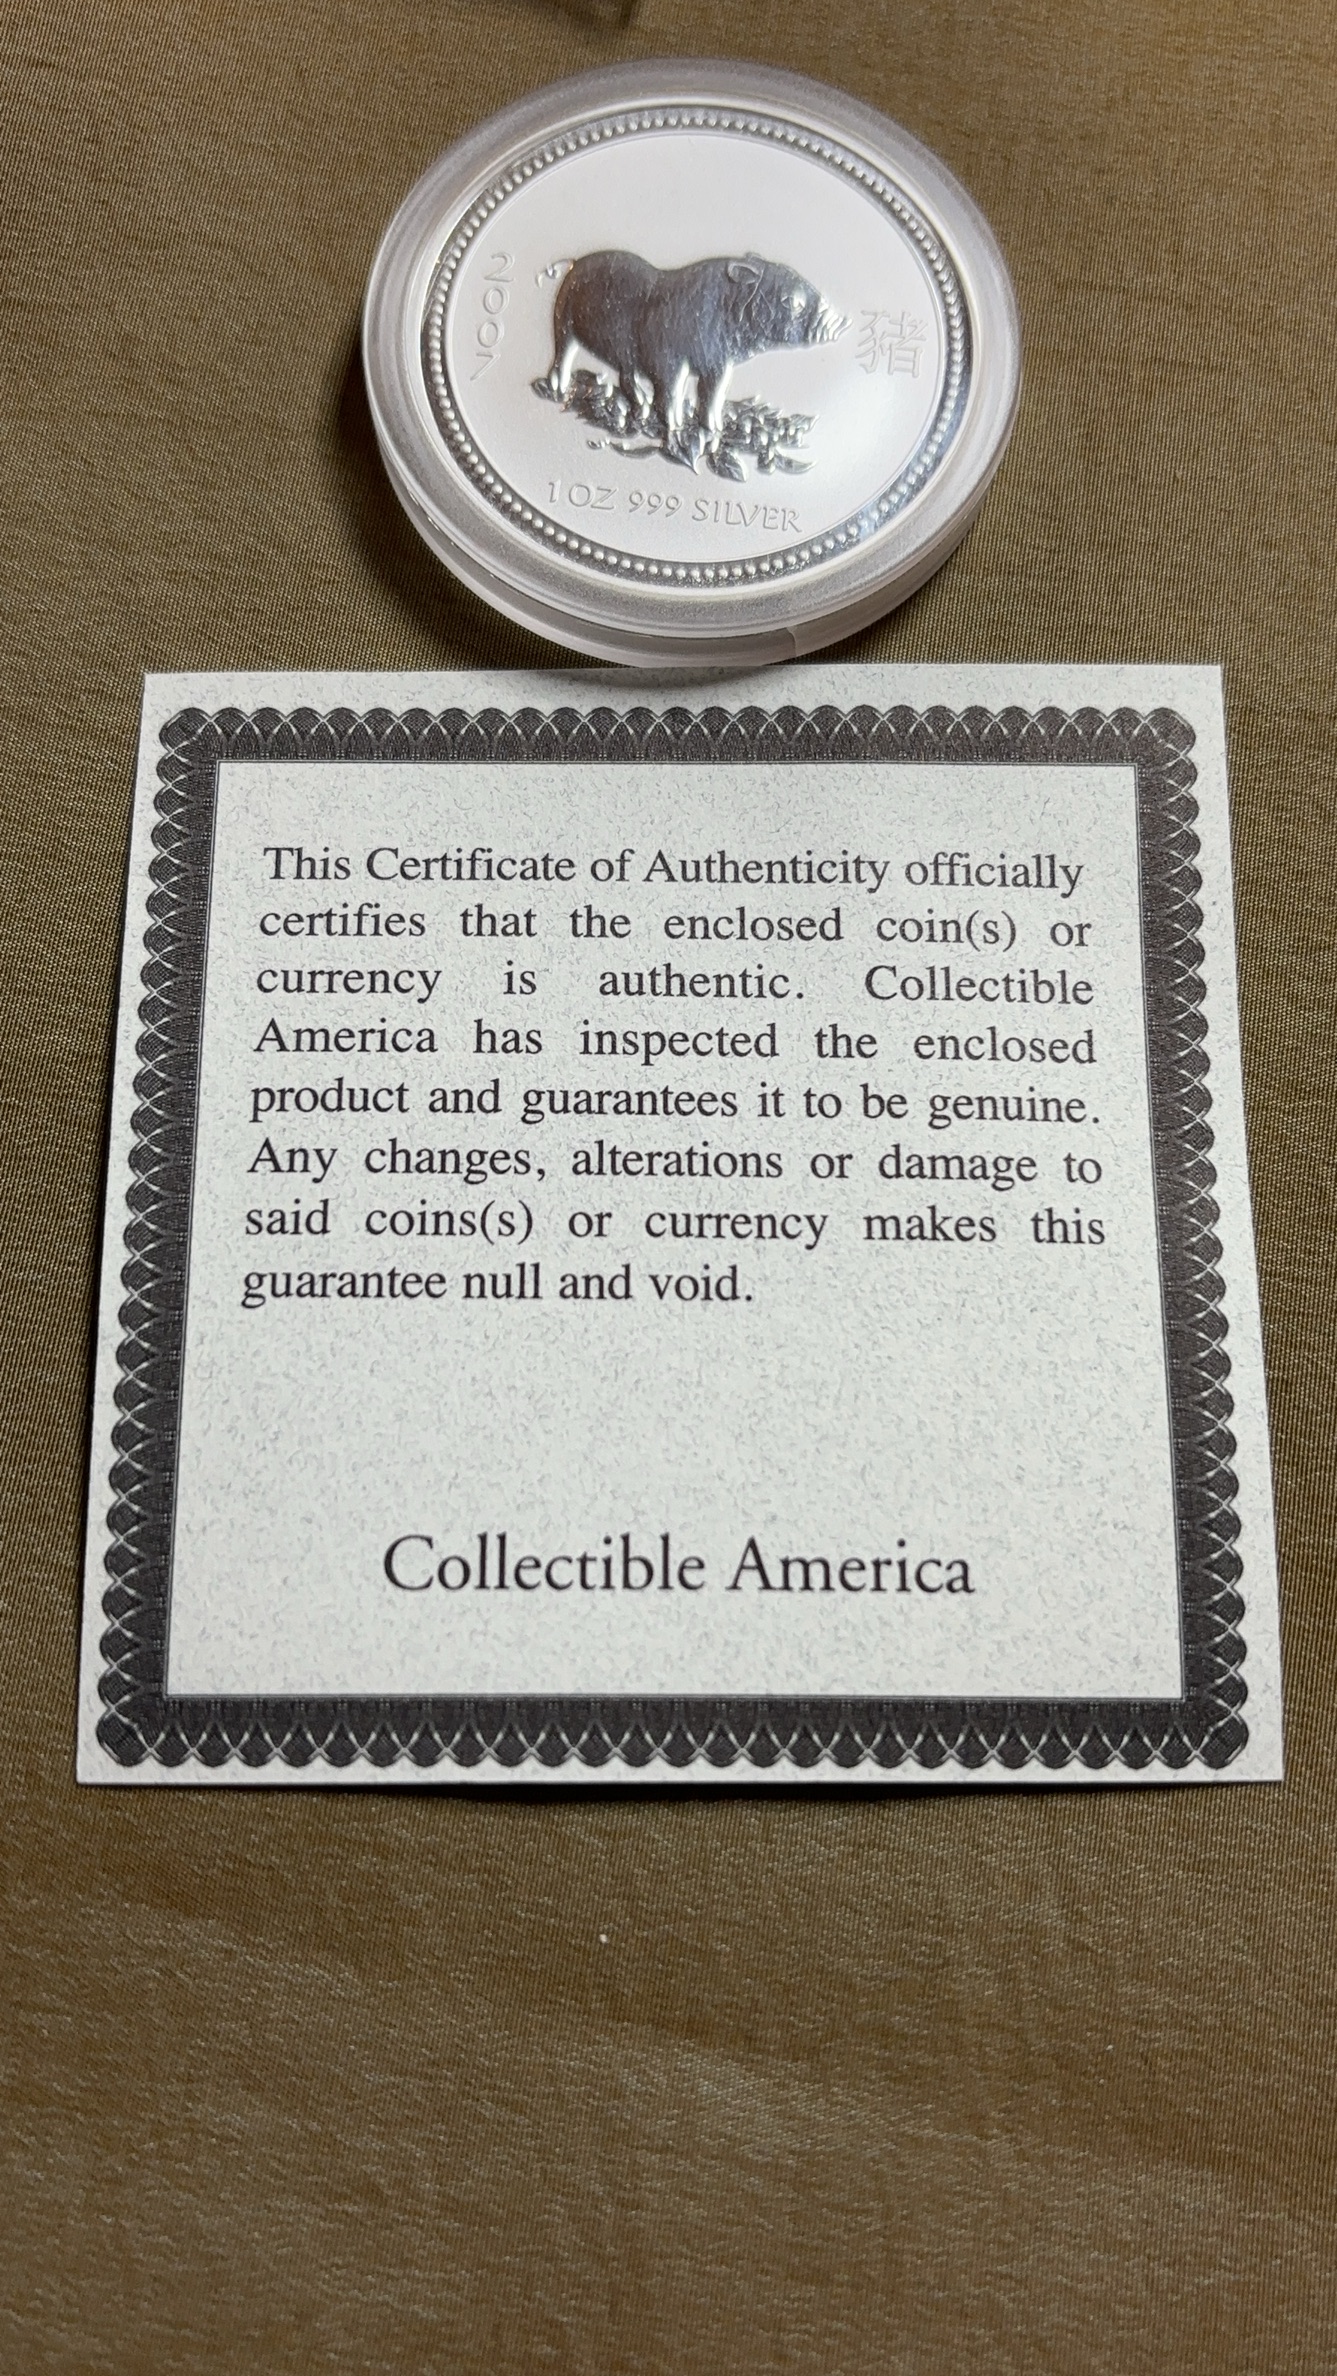 2007
豬
1 OZ 999 SILVER
This Certificate of Authenticity officially
certifies that the enclosed coin(s) or
currency is authentic. Collectible
America has inspected the enclosed
product and guarantees it to be genuine.
Any changes, alterations or damage to
said coins(s) or currency makes this
guarantee null and void.
Collectible America